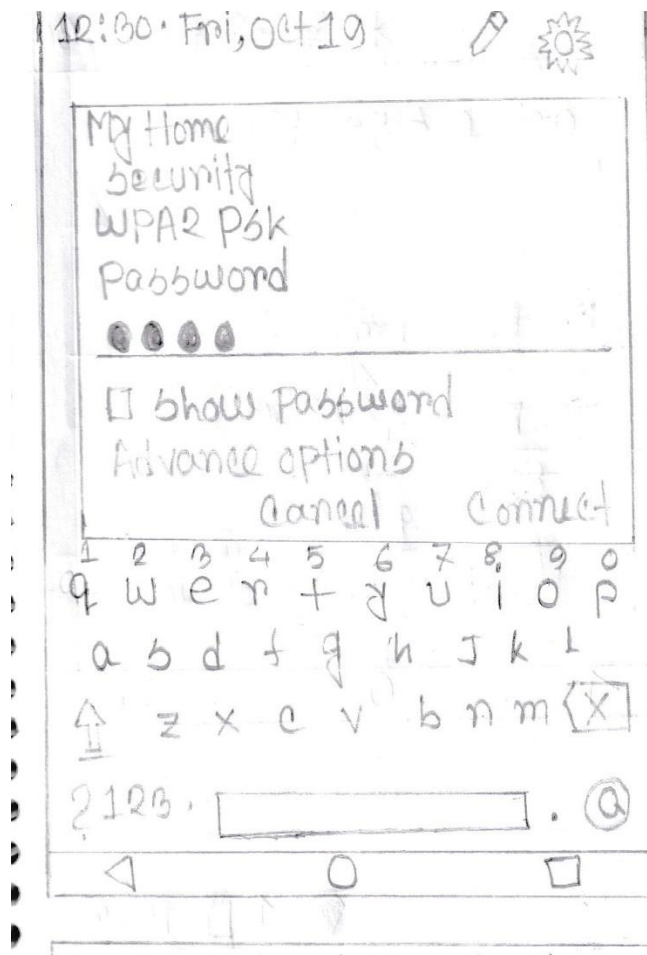 12:30 · Fri, Oct 19
My Home
Security
WPA2 PSK
Password
Show Password
Advance options
Cancel Connect
1 2 3 4 5 6 7 8 9 0
q w e r t y u i o p
a s d f g h J k L
z x c v b n m X
?123 .
. @